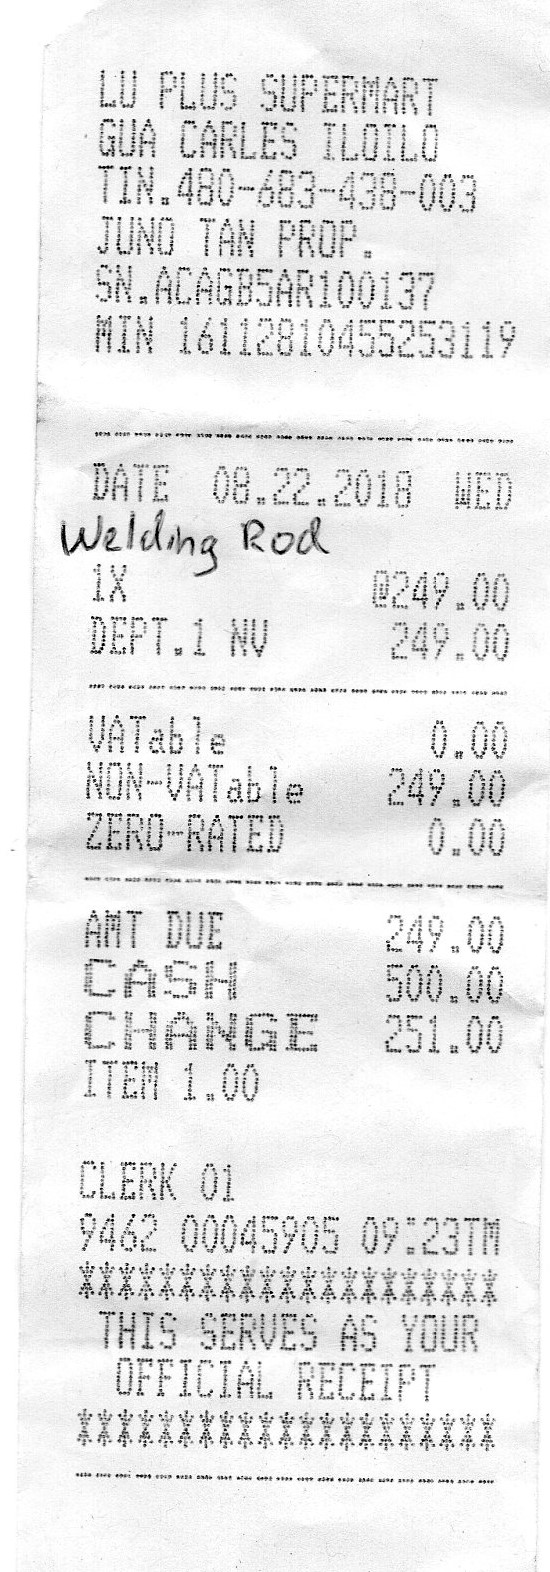 LU PLUS SUPERMART
GUA CARLES ILOILO
TIN.480-683-438-003
JUNO TAN PROP.
SN.ACAGB5AR100137
MIN 16112810455253119
DATE 08.22.2018 WED
Welding Rod
1X @249.00
DEPT.1 NV 249.00
VATable 0.00
NON-VATable 249.00
ZERO-RATED 0.00
AMT DUE 249.00
CASH 500.00
CHANGE 251.00
ITEM 1.00
CLERK 01
9462 00045905 09:23TM
*********************
THIS SERVES AS YOUR
OFFICIAL RECEIPT
*********************